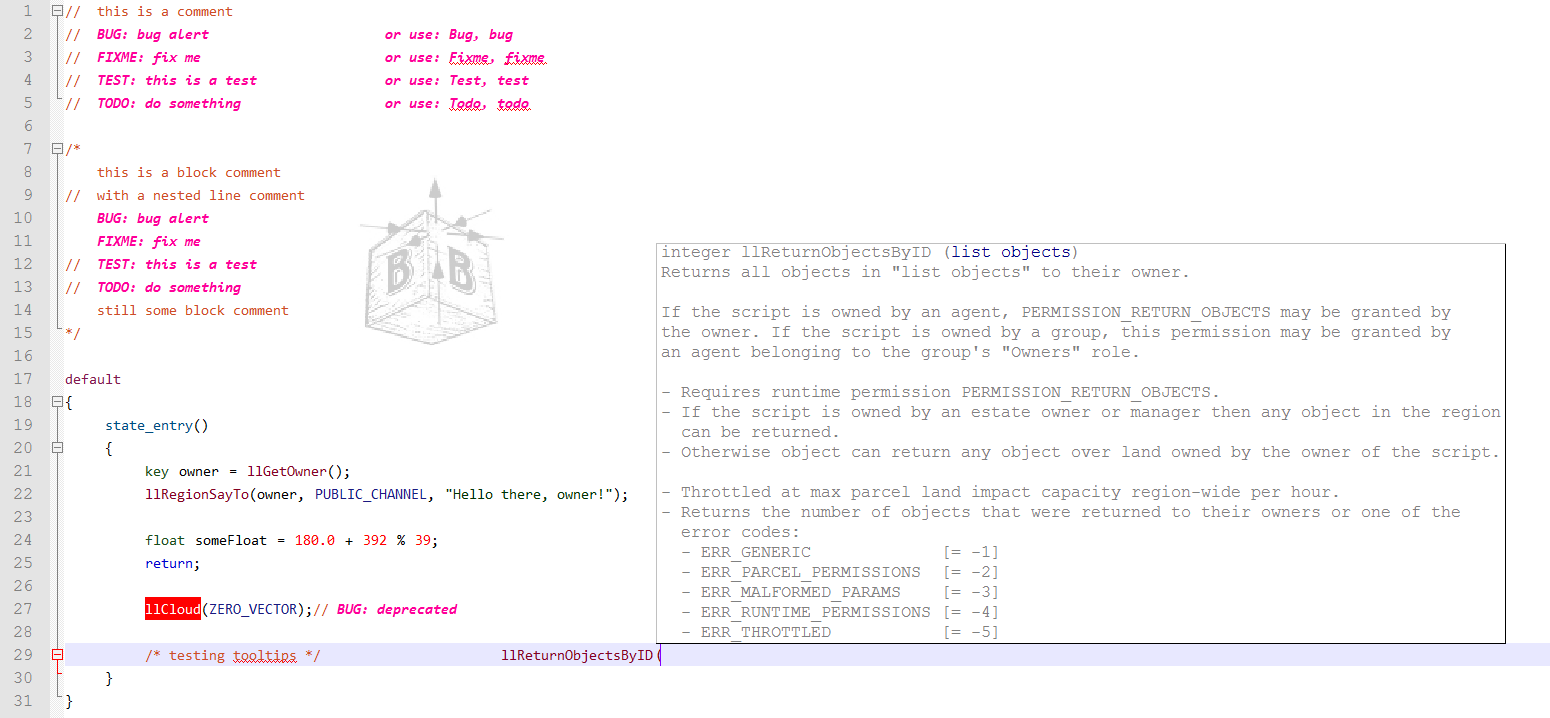 1 // this is a comment
2 // BUG: bug alert or use: Bug, bug
3 // FIXME: fix me or use: Fixme, fixme
4 // TEST: this is a test or use: Test, test
5 // TODO: do something or use: Todo, todo
6
7 /*
8 this is a block comment
9 // with a nested line comment
10 BUG: bug alert
11 FIXME: fix me
12 // TEST: this is a test
13 // TODO: do something
14 still some block comment
15 */
16
17 default
18 {
19 state_entry()
20 {
21 key owner = llGetOwner();
22 llRegionSayTo(owner, PUBLIC_CHANNEL, "Hello there, owner!");
23
24 float someFloat = 180.0 + 392 % 39;
25 return;
26
27 llCloud(ZERO_VECTOR);// BUG: deprecated
28
29 /* testing tooltips */ llReturnObjectsByID(
30 }
31 }
B B
integer llReturnObjectsByID (list objects)
Returns all objects in "list objects" to their owner.
If the script is owned by an agent, PERMISSION_RETURN_OBJECTS may be granted by
the owner. If the script is owned by a group, this permission may be granted by
an agent belonging to the group's "Owners" role.
- Requires runtime permission PERMISSION_RETURN_OBJECTS.
- If the script is owned by an estate owner or manager then any object in the region
can be returned.
- Otherwise object can return any object over land owned by the owner of the script.
- Throttled at max parcel land impact capacity region-wide per hour.
- Returns the number of objects that were returned to their owners or one of the
error codes:
- ERR_GENERIC [= -1]
- ERR_PARCEL_PERMISSIONS [= -2]
- ERR_MALFORMED_PARAMS [= -3]
- ERR_RUNTIME_PERMISSIONS [= -4]
- ERR_THROTTLED [= -5]